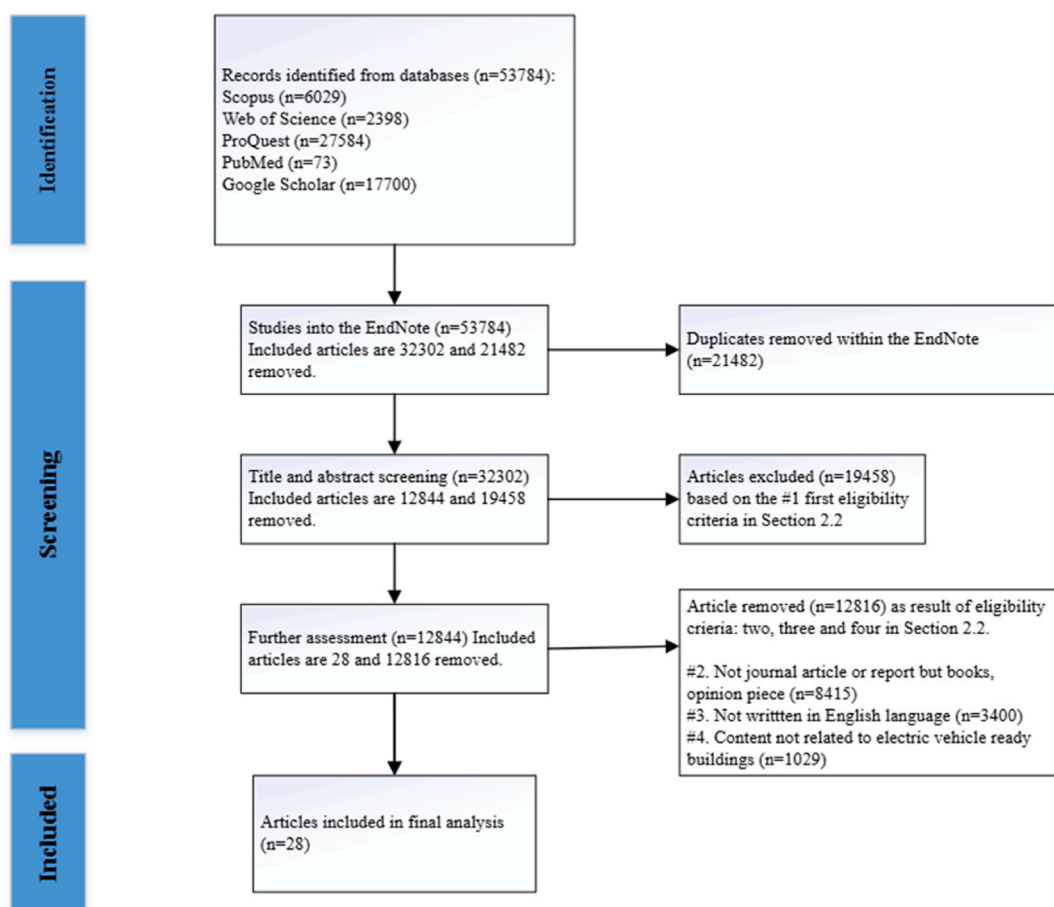 Identification
Records identified from databases (n=53784):
Scopus (n=6029)
Web of Science (n=2398)
ProQuest (n=27584)
PubMed (n=73)
Google Scholar (n=17700)
Screening
Studies into the EndNote (n=53784)
Included articles are 32302 and 21482
removed.
Duplicates removed within the EndNote
(n=21482)
Title and abstract screening (n=32302)
Included articles are 12844 and 19458
removed.
Articles excluded (n=19458)
based on the #1 first eligibility
criteria in Section 2.2
Further assessment (n=12844) Included
articles are 28 and 12816 removed.
Article removed (n=12816) as result of eligibility
crieria: two, three and four in Section 2.2.
#2. Not journal article or report but books,
opinion piece (n=8415)
#3. Not writtten in English language (n=3400)
#4. Content not related to electric vehicle ready
buildings (n=1029)
Included
Articles included in final analysis
(n=28)